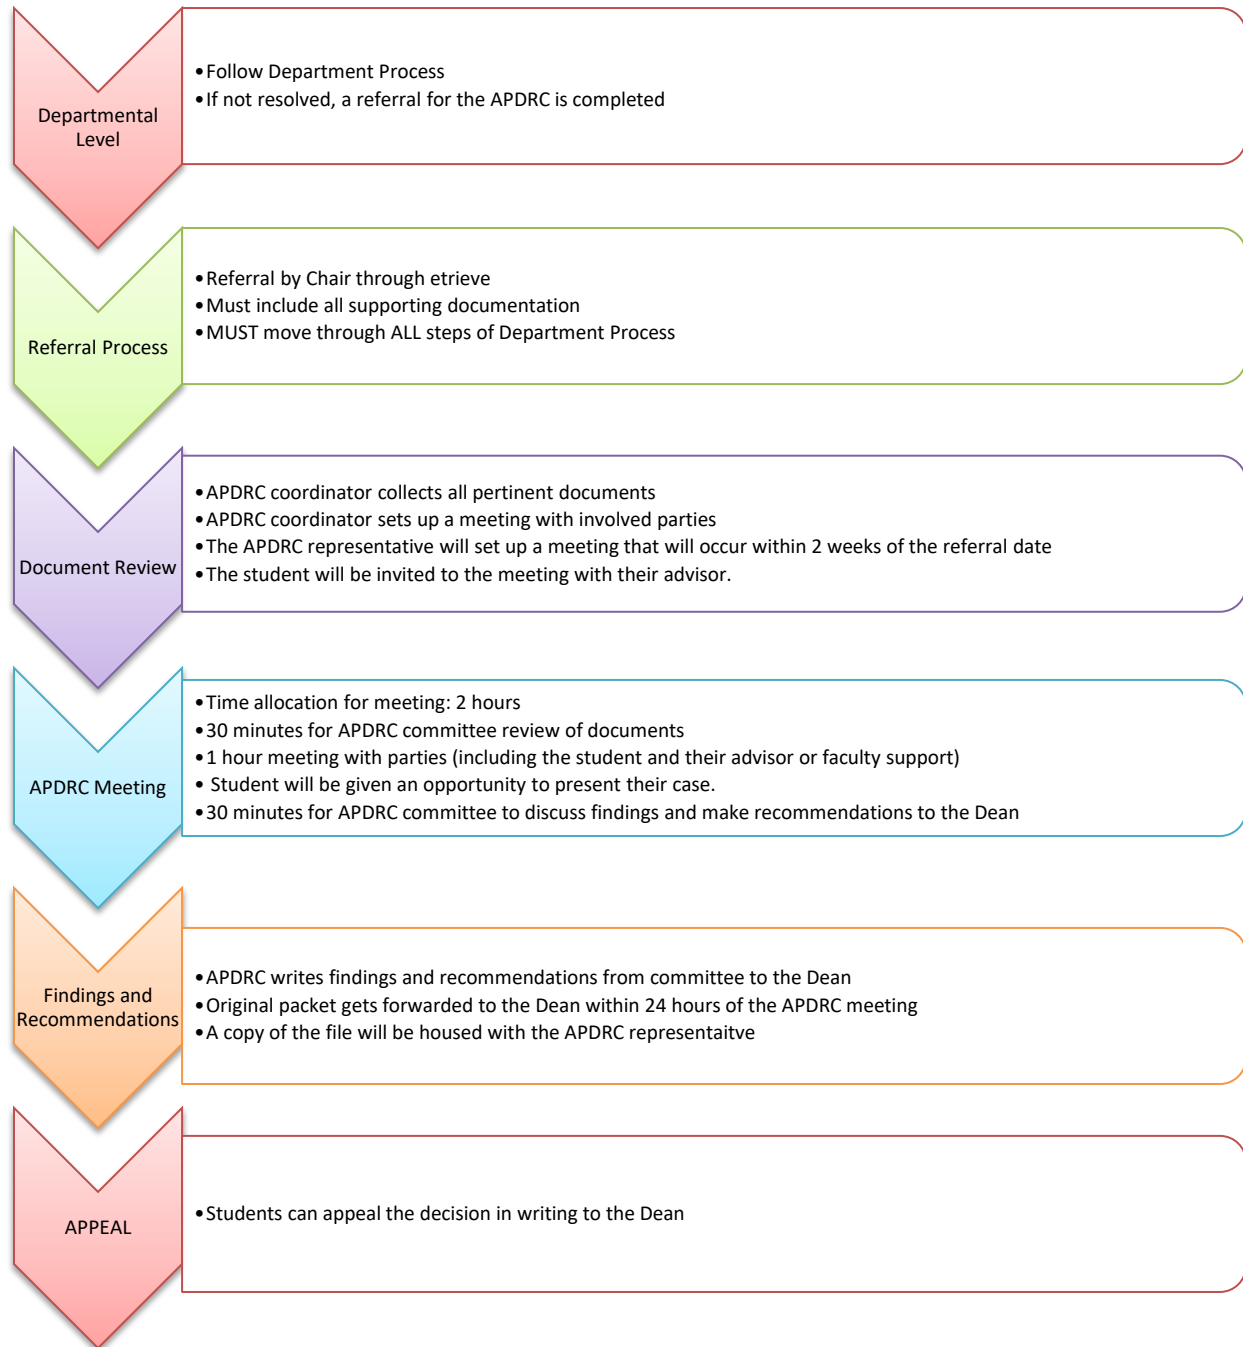 Departmental
Level
•Follow Department Process
•If not resolved, a referral for the APDRC is completed
Referral Process
•Referral by Chair through etrieve
•Must include all supporting documentation
•MUST move through ALL steps of Department Process
Document Review
•APDRC coordinator collects all pertinent documents
•APDRC coordinator sets up a meeting with involved parties
•The APDRC representative will set up a meeting that will occur within 2 weeks of the referral date
•The student will be invited to the meeting with their advisor.
APDRC Meeting
•Time allocation for meeting: 2 hours
•30 minutes for APDRC committee review of documents
•1 hour meeting with parties (including the student and their advisor or faculty support)
• Student will be given an opportunity to present their case.
•30 minutes for APDRC committee to discuss findings and make recommendations to the Dean
Findings and
Recommendations
•APDRC writes findings and recommendations from committee to the Dean
•Original packet gets forwarded to the Dean within 24 hours of the APDRC meeting
•A copy of the file will be housed with the APDRC representaitve
APPEAL
•Students can appeal the decision in writing to the Dean